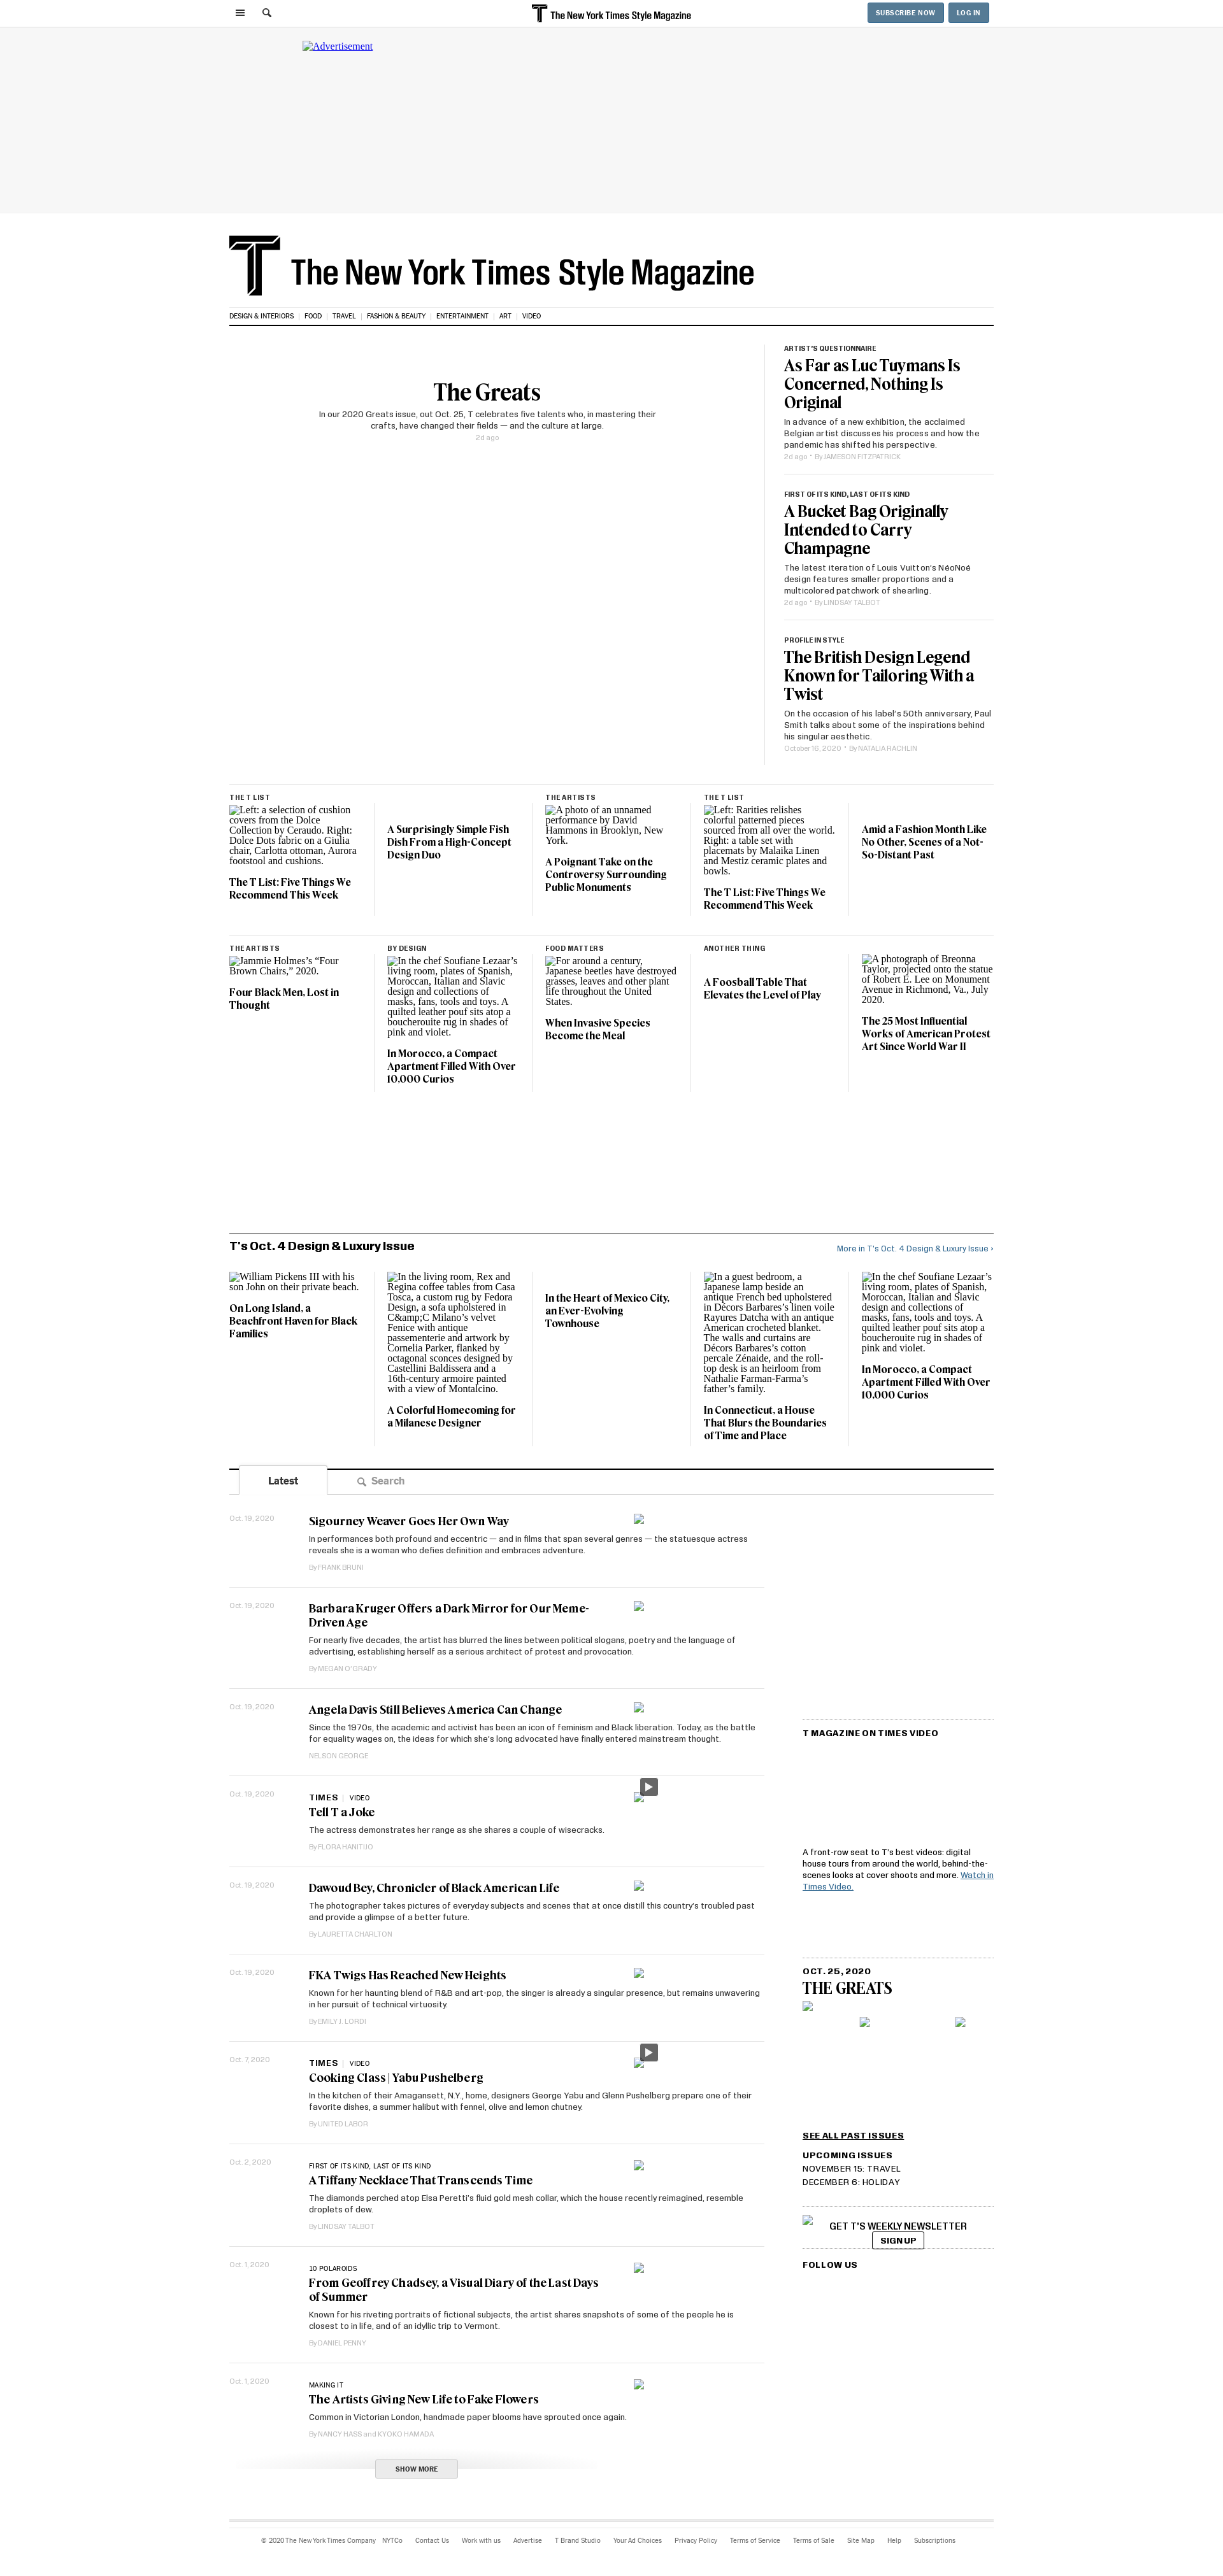 The New York Times Style Magazine
SUBSCRIBE NOW
LOG IN
Advertisement
The New York Times Style Magazine
DESIGN & INTERIORS | FOOD | TRAVEL | FASHION & BEAUTY | ENTERTAINMENT | ART | VIDEO
The Greats
In our 2020 Greats issue, out Oct. 25, T celebrates five talents who, in mastering their
crafts, have changed their fields — and the culture at large.
2d ago
ARTIST'S QUESTIONNAIRE
As Far as Luc Tuymans Is
Concerned, Nothing Is
Original
In advance of a new exhibition, the acclaimed
Belgian artist discusses his process and how the
pandemic has shifted his perspective.
2d ago • By JAMESON FITZPATRICK
FIRST OF ITS KIND, LAST OF ITS KIND
A Bucket Bag Originally
Intended to Carry
Champagne
The latest iteration of Louis Vuitton's NéoNoé
design features smaller proportions and a
multicolored patchwork of shearling.
2d ago • By LINDSAY TALBOT
PROFILE IN STYLE
The British Design Legend
Known for Tailoring With a
Twist
On the occasion of his label's 50th anniversary, Paul
Smith talks about some of the inspirations behind
his singular aesthetic.
October 16, 2020 • By NATALIA RACHLIN
THE T LIST
Left: a selection of cushion
covers from the Dolce
Collection by Ceraudo. Right:
Dolce Dots fabric on a Giulia
chair, Carlotta ottoman, Aurora
footstool and cushions.
The T List: Five Things We
Recommend This Week
A Surprisingly Simple Fish
Dish From a High-Concept
Design Duo
THE ARTISTS
A photo of an unnamed
performance by David
Hammons in Brooklyn, New
York.
A Poignant Take on the
Controversy Surrounding
Public Monuments
THE T LIST
Left: Rarities relishes
colorful patterned pieces
sourced from all over the world.
Right: a table set with
placemats by Malaika Linen
and Mestiz ceramic plates and
bowls.
The T List: Five Things We
Recommend This Week
Amid a Fashion Month Like
No Other, Scenes of a Not-
So-Distant Past
THE ARTISTS
Jammie Holmes's "Four
Brown Chairs," 2020.
Four Black Men, Lost in
Thought
BY DESIGN
In the chef Soufiane Lezaar's
living room, plates of Spanish,
Moroccan, Italian and Slavic
design and collections of
masks, fans, tools and toys. A
quilted leather pouf sits atop a
boucherouite rug in shades of
pink and violet.
In Morocco, a Compact
Apartment Filled With Over
10,000 Curios
FOOD MATTERS
For around a century,
Japanese beetles have destroyed
grasses, leaves and other plant
life throughout the United
States.
When Invasive Species
Become the Meal
ANOTHER THING
A Foosball Table That
Elevates the Level of Play
A photograph of Breonna
Taylor, projected onto the statue
of Robert E. Lee on Monument
Avenue in Richmond, Va., July
2020.
The 25 Most Influential
Works of American Protest
Art Since World War II
T's Oct. 4 Design & Luxury Issue
More in T's Oct. 4 Design & Luxury Issue ›
William Pickens III with his
son John on their private beach.
On Long Island, a
Beachfront Haven for Black
Families
In the living room, Rex and
Regina coffee tables from Casa
Tosca, a custom rug by Fedora
Design, a sofa upholstered in
C&amp;C Milano's velvet
Fenice with antique
passementerie and artwork by
Cornelia Parker, flanked by
octagonal sconces designed by
Castellini Baldissera and a
16th-century armoire painted
with a view of Montalcino.
A Colorful Homecoming for
a Milanese Designer
In the Heart of Mexico City,
an Ever-Evolving
Townhouse
In a guest bedroom, a
Japanese lamp beside an
antique French bed upholstered
in Décors Barbares's linen voile
Rayures Datcha with an antique
American crocheted blanket.
The walls and curtains are
Décors Barbares's cotton
percale Zénaide, and the roll-
top desk is an heirloom from
Nathalie Farman-Farma's
father's family.
In Connecticut, a House
That Blurs the Boundaries
of Time and Place
In the chef Soufiane Lezaar's
living room, plates of Spanish,
Moroccan, Italian and Slavic
design and collections of
masks, fans, tools and toys. A
quilted leather pouf sits atop a
boucherouite rug in shades of
pink and violet.
In Morocco, a Compact
Apartment Filled With Over
10,000 Curios
Latest
Search
Oct. 19, 2020
Sigourney Weaver Goes Her Own Way
In performances both profound and eccentric — and in films that span several genres — the statuesque actress
reveals she is a woman who defies definition and embraces adventure.
By FRANK BRUNI
Oct. 19, 2020
Barbara Kruger Offers a Dark Mirror for Our Meme-
Driven Age
For nearly five decades, the artist has blurred the lines between political slogans, poetry and the language of
advertising, establishing herself as a serious architect of protest and provocation.
By MEGAN O'GRADY
Oct. 19, 2020
Angela Davis Still Believes America Can Change
Since the 1970s, the academic and activist has been an icon of feminism and Black liberation. Today, as the battle
for equality wages on, the ideas for which she's long advocated have finally entered mainstream thought.
NELSON GEORGE
Oct. 19, 2020
TIMES | VIDEO
Tell T a Joke
The actress demonstrates her range as she shares a couple of wisecracks.
By FLORA HANITIJO
Oct. 19, 2020
Dawoud Bey, Chronicler of Black American Life
The photographer takes pictures of everyday subjects and scenes that at once distill this country's troubled past
and provide a glimpse of a better future.
By LAURETTA CHARLTON
Oct. 19, 2020
FKA Twigs Has Reached New Heights
Known for her haunting blend of R&B and art-pop, the singer is already a singular presence, but remains unwavering
in her pursuit of technical virtuosity.
By EMILY J. LORDI
Oct. 7, 2020
TIMES | VIDEO
Cooking Class | Yabu Pushelberg
In the kitchen of their Amagansett, N.Y., home, designers George Yabu and Glenn Pushelberg prepare one of their
favorite dishes, a summer halibut with fennel, olive and lemon chutney.
By UNITED LABOR
Oct. 2, 2020
FIRST OF ITS KIND, LAST OF ITS KIND
A Tiffany Necklace That Transcends Time
The diamonds perched atop Elsa Peretti's fluid gold mesh collar, which the house recently reimagined, resemble
droplets of dew.
By LINDSAY TALBOT
Oct. 1, 2020
10 POLAROIDS
From Geoffrey Chadsey, a Visual Diary of the Last Days
of Summer
Known for his riveting portraits of fictional subjects, the artist shares snapshots of some of the people he is
closest to in life, and of an idyllic trip to Vermont.
By DANIEL PENNY
Oct. 1, 2020
MAKING IT
The Artists Giving New Life to Fake Flowers
Common in Victorian London, handmade paper blooms have sprouted once again.
By NANCY HASS and KYOKO HAMADA
SHOW MORE
T MAGAZINE ON TIMES VIDEO
A front-row seat to T's best videos: digital
house tours from around the world, behind-the-
scenes looks at cover shoots and more. Watch in
Times Video.
OCT. 25, 2020
THE GREATS
SEE ALL PAST ISSUES
UPCOMING ISSUES
NOVEMBER 15: TRAVEL
DECEMBER 6: HOLIDAY
GET T'S WEEKLY NEWSLETTER
SIGN UP
FOLLOW US
© 2020 The New York Times Company NYTCo Contact Us Work with us Advertise T Brand Studio Your Ad Choices Privacy Policy Terms of Service Terms of Sale Site Map Help Subscriptions